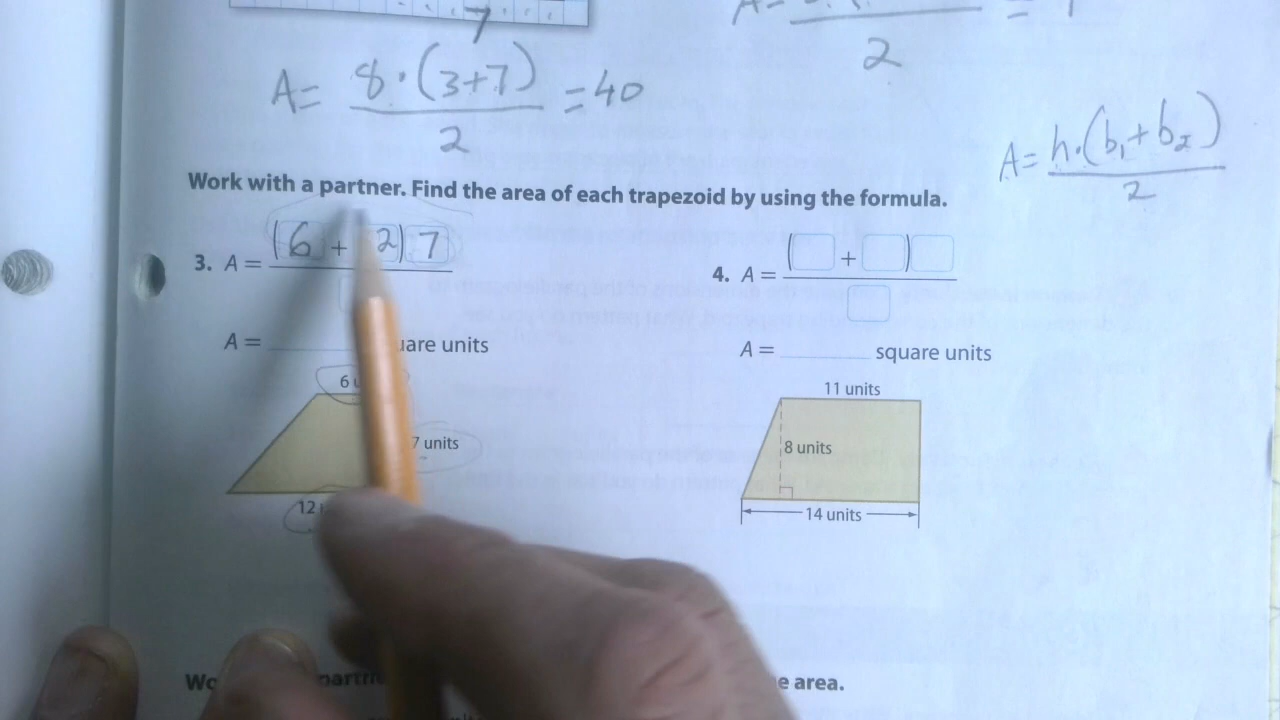 7
A = 8·(3+7) / 2 = 40
2
A = h·(b₁+b₂) / 2
Work with a partner. Find the area of each trapezoid by using the formula.
3. A = (6 + 2) 7
A = units
6
7 units
12
4. A = ( + )
A = square units
11 units
8 units
14 units
area.